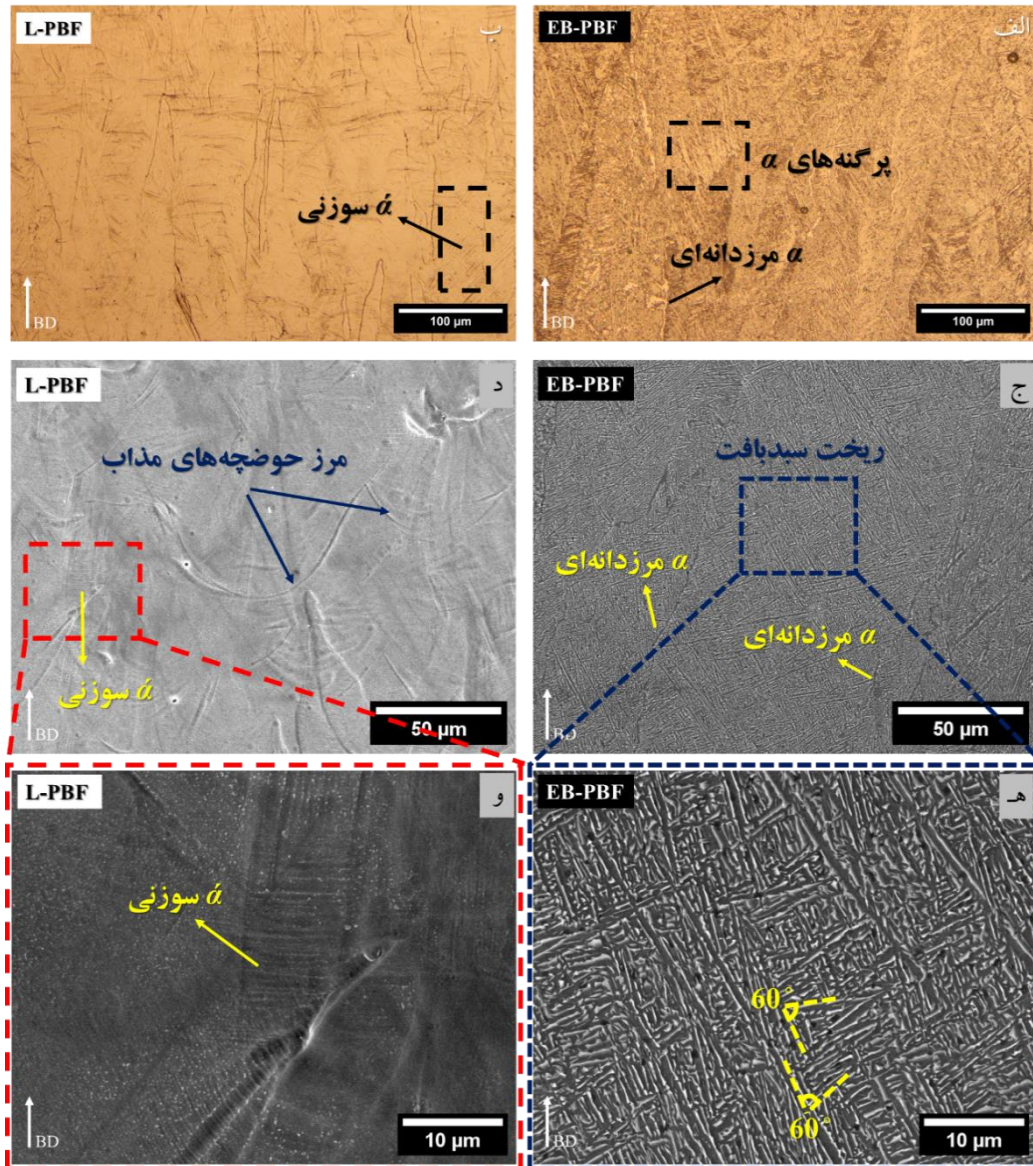 EB-PBF
الف
پرگنه‌های α
α مرزدانه‌ای
BD
100 µm
L-PBF
ب
ά سوزنی
BD
100 µm
EB-PBF
ج
ریخت سبدبافت
α مرزدانه‌ای
α مرزدانه‌ای
BD
50 µm
L-PBF
د
مرز حوضچه‌های مذاب
ά سوزنی
BD
50 µm
EB-PBF
هـ
60°
60°
BD
10 µm
L-PBF
و
ά سوزنی
BD
10 µm